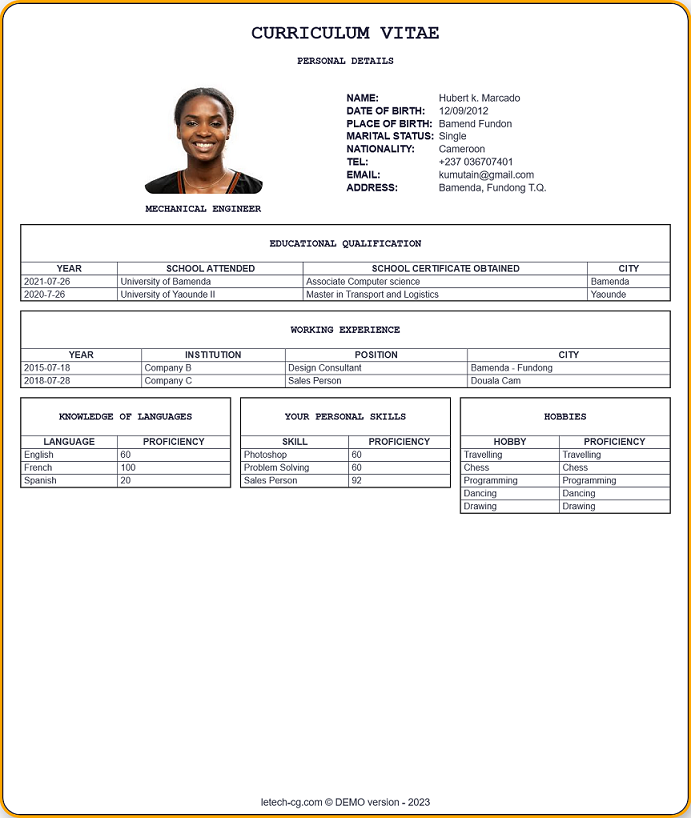 CURRICULUM VITAE
PERSONAL DETAILS
NAME: Hubert k. Marcado
DATE OF BIRTH: 12/09/2012
PLACE OF BIRTH: Bamend Fundon
MARITAL STATUS: Single
NATIONALITY: Cameroon
TEL: +237 036707401
EMAIL: kumutain@gmail.com
ADDRESS: Bamenda, Fundong T.Q.
MECHANICAL ENGINEER
EDUCATIONAL QUALIFICATION
YEAR SCHOOL ATTENDED SCHOOL CERTIFICATE OBTAINED CITY
2021-07-26 University of Bamenda Associate Computer science Bamenda
2020-7-26 University of Yaounde II Master in Transport and Logistics Yaounde
WORKING EXPERIENCE
YEAR INSTITUTION POSITION CITY
2015-07-18 Company B Design Consultant Bamenda - Fundong
2018-07-28 Company C Sales Person Douala Cam
KNOWLEDGE OF LANGUAGES
LANGUAGE PROFICIENCY
English 60
French 100
Spanish 20
YOUR PERSONAL SKILLS
SKILL PROFICIENCY
Photoshop 60
Problem Solving 60
Sales Person 92
HOBBIES
HOBBY PROFICIENCY
Travelling Travelling
Chess Chess
Programming Programming
Dancing Dancing
Drawing Drawing
letech-cg.com © DEMO version - 2023